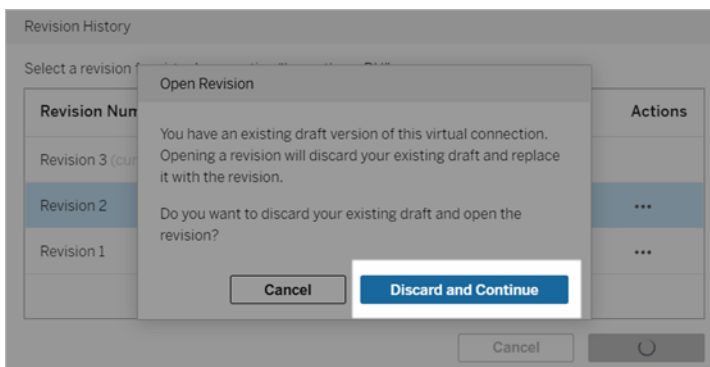 Revision History
Select a revision
Open Revision
Revision Num
Actions
You have an existing draft version of this virtual connection.
Opening a revision will discard your existing draft and replace
it with the revision.
Revision 3 (cur
Revision 2
...
Do you want to discard your existing draft and open the
revision?
Revision 1
...
Cancel
Discard and Continue
Cancel